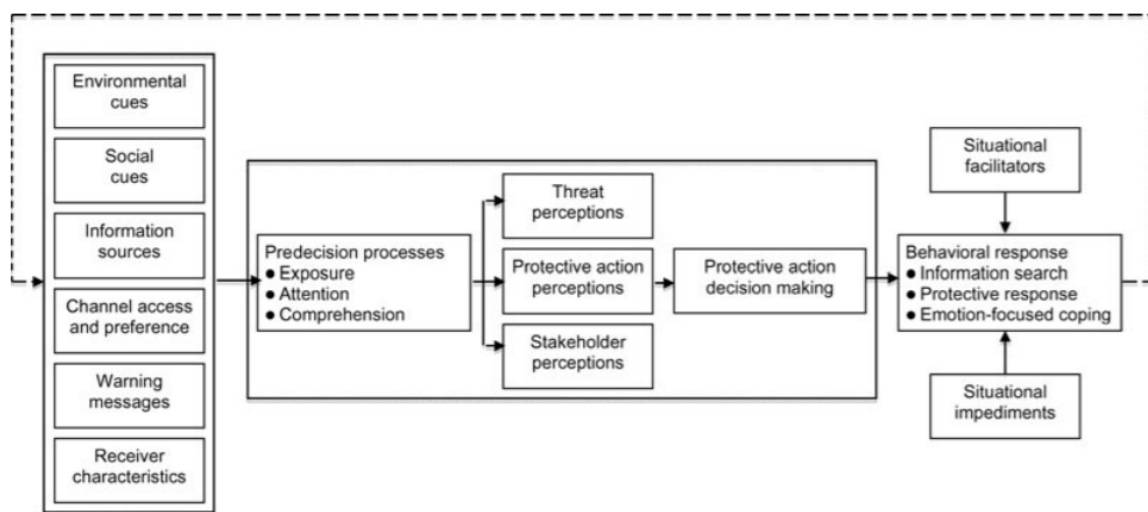 Environmental
cues
Social
cues
Information
sources
Channel access
and preference
Warning
messages
Receiver
characteristics
Predecision processes
● Exposure
● Attention
● Comprehension
Threat
perceptions
Protective action
perceptions
Stakeholder
perceptions
Protective action
decision making
Situational
facilitators
Behavioral response
● Information search
● Protective response
● Emotion-focused coping
Situational
impediments